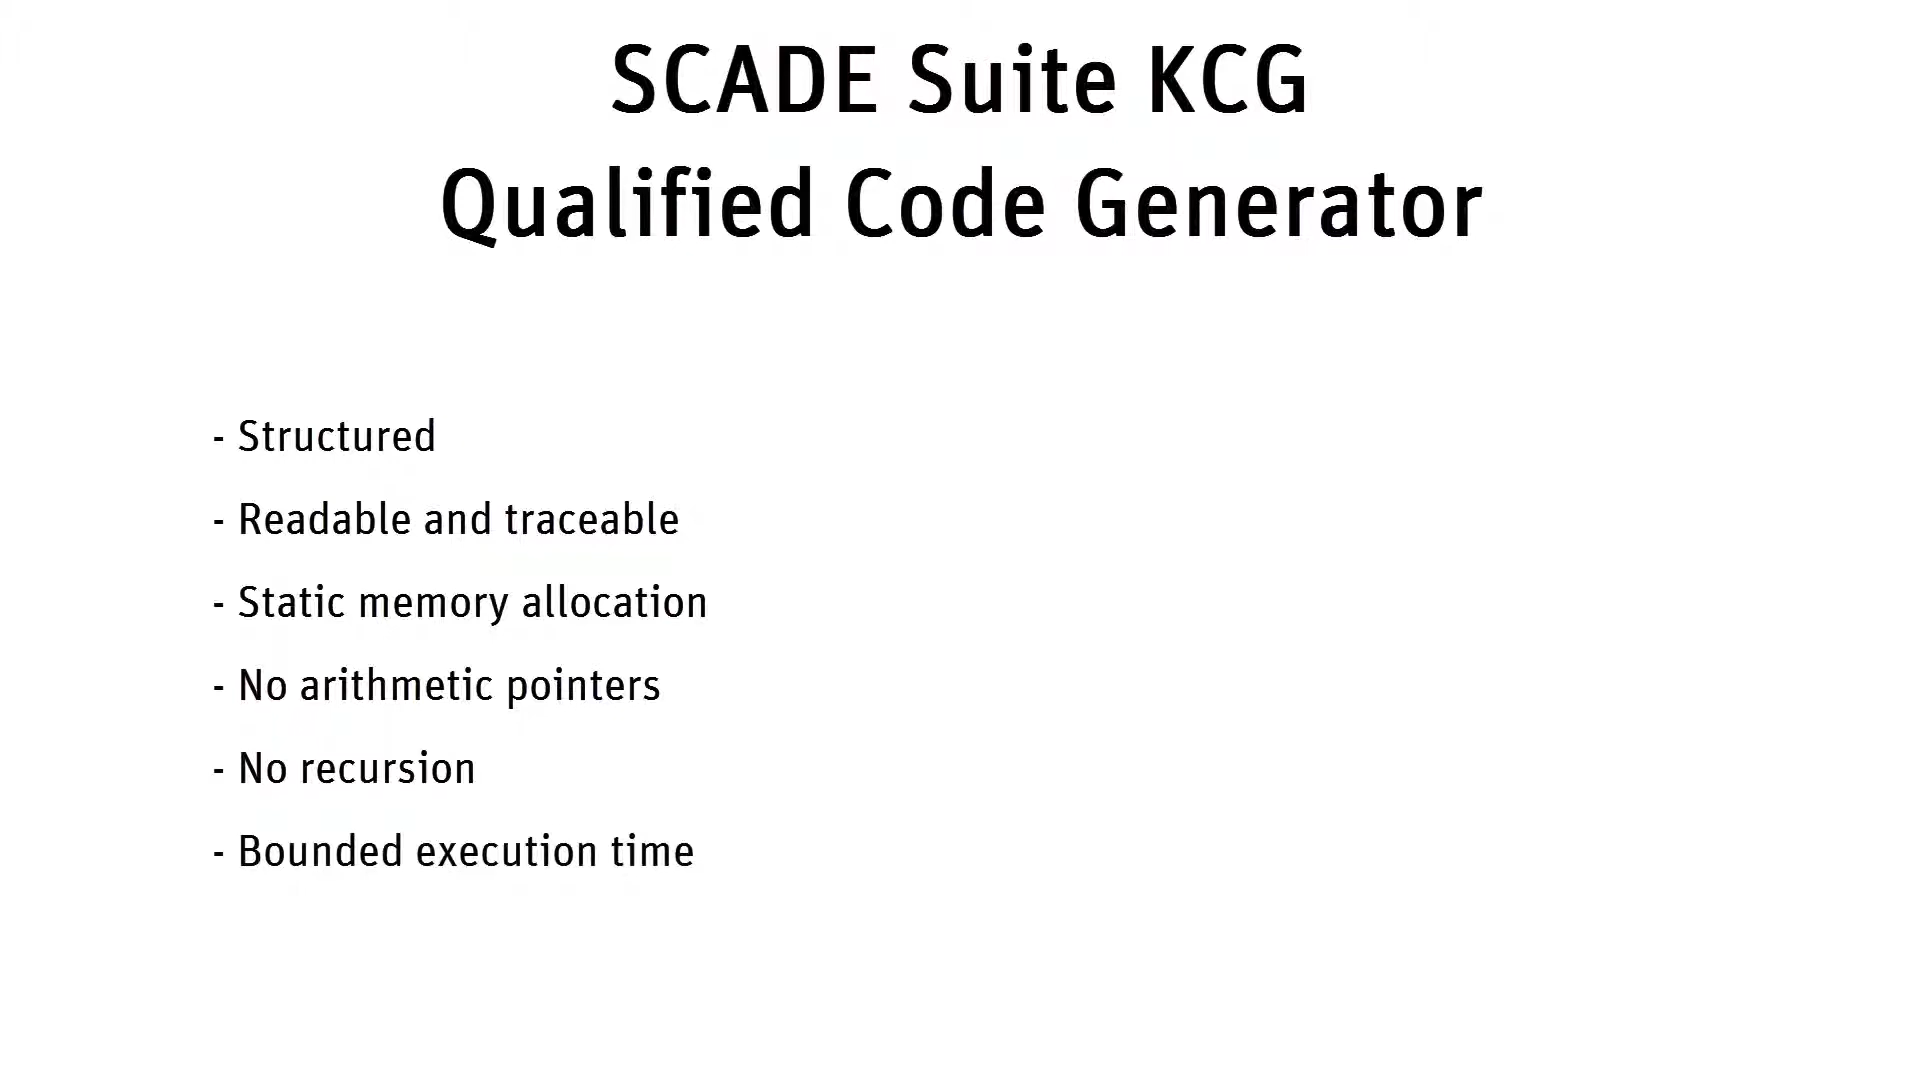 SCADE Suite KCG
Qualified Code Generator
- Structured
- Readable and traceable
- Static memory allocation
- No arithmetic pointers
- No recursion
- Bounded execution time